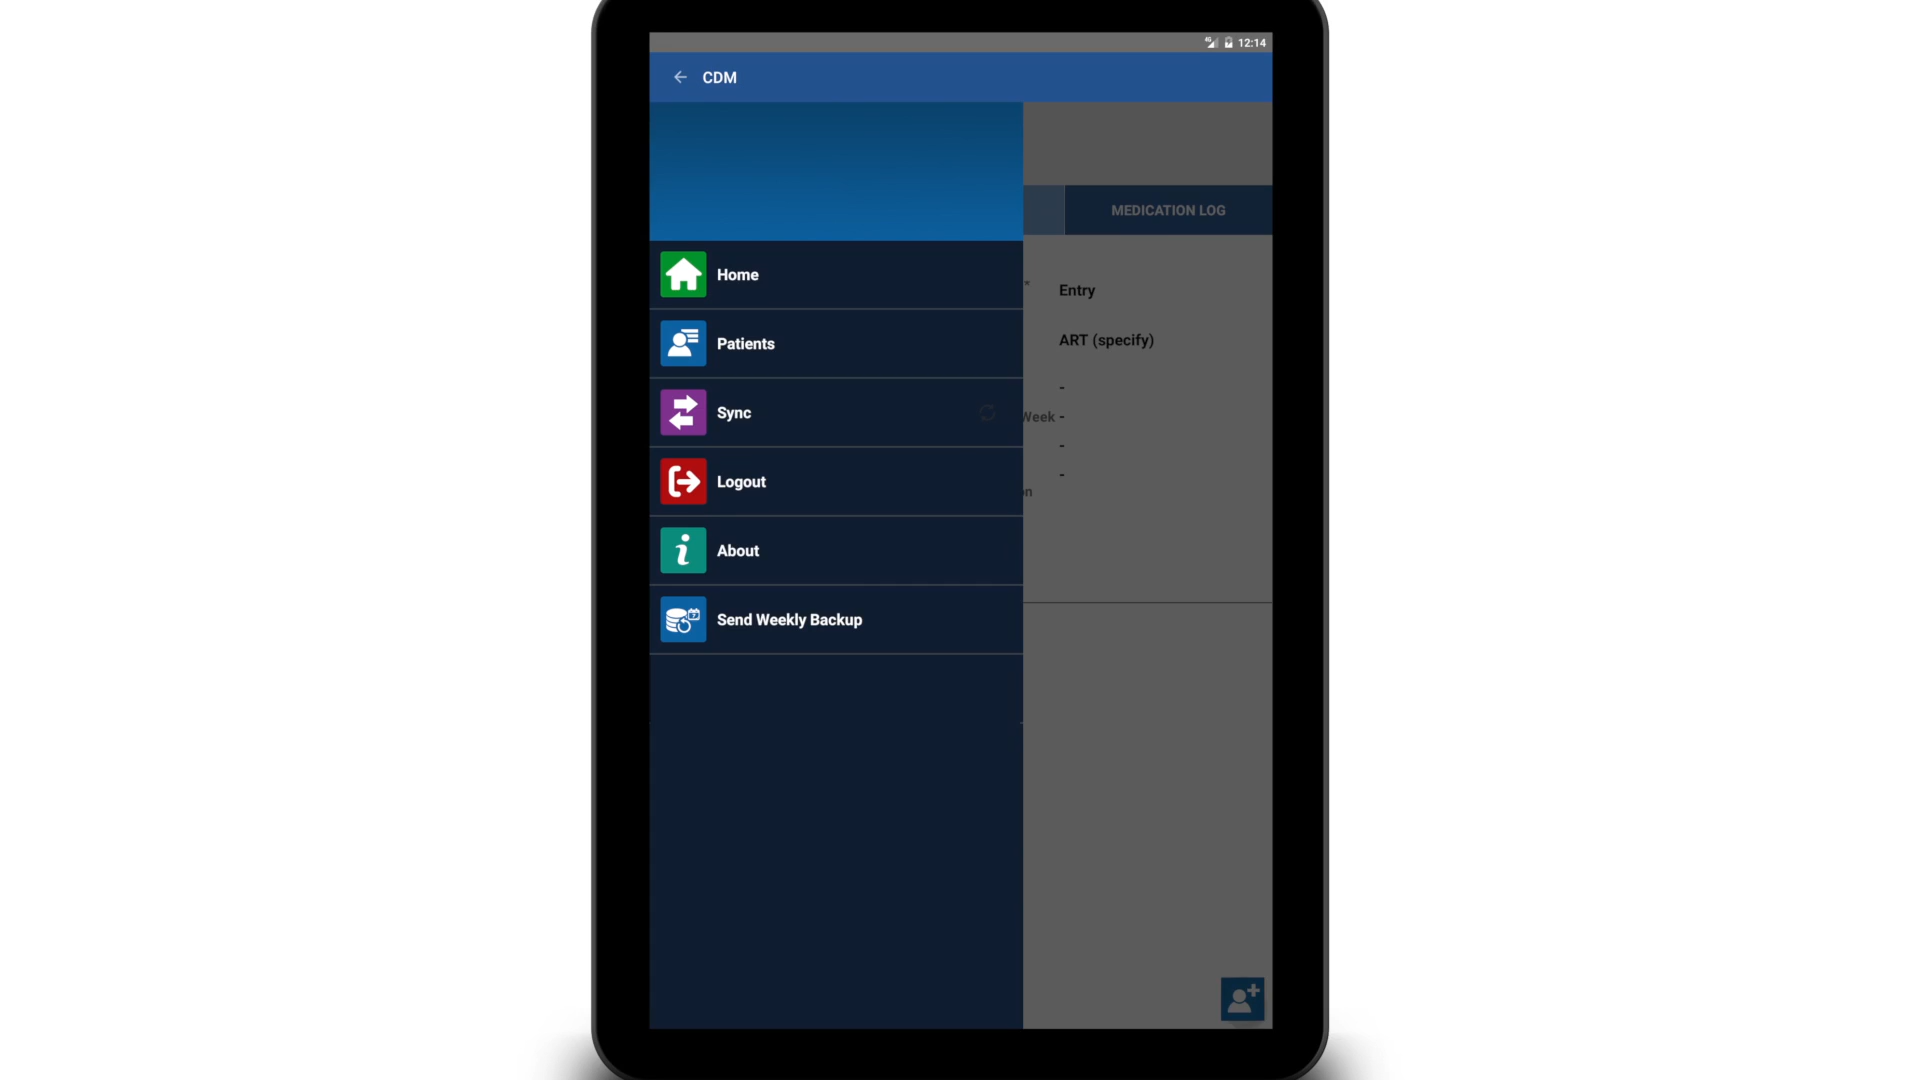 12:14
CDM
MEDICATION LOG
Home
Entry
Patients
ART (specify)
-
Sync
Week -
-
-
Logout
About
Send Weekly Backup